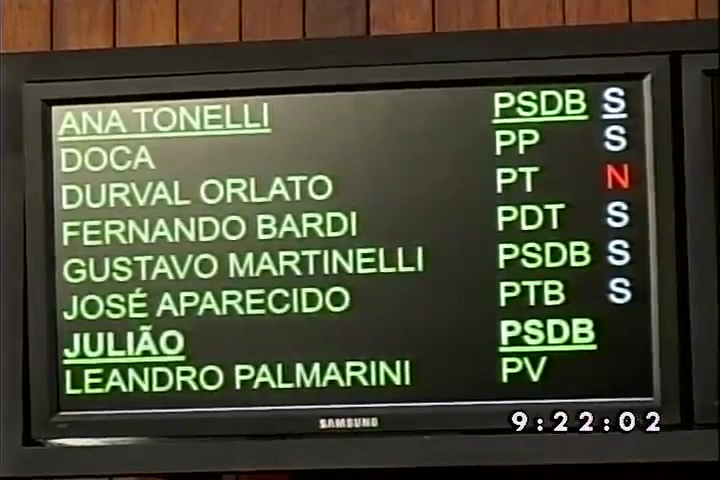 ANA TONELLI PSDB S
DOCA PP S
DURVAL ORLATO PT N
FERNANDO BARDI PDT S
GUSTAVO MARTINELLI PSDB S
JOSÉ APARECIDO PTB S
JULIÃO PSDB
LEANDRO PALMARINI PV
SAMSUNG
9:22:02